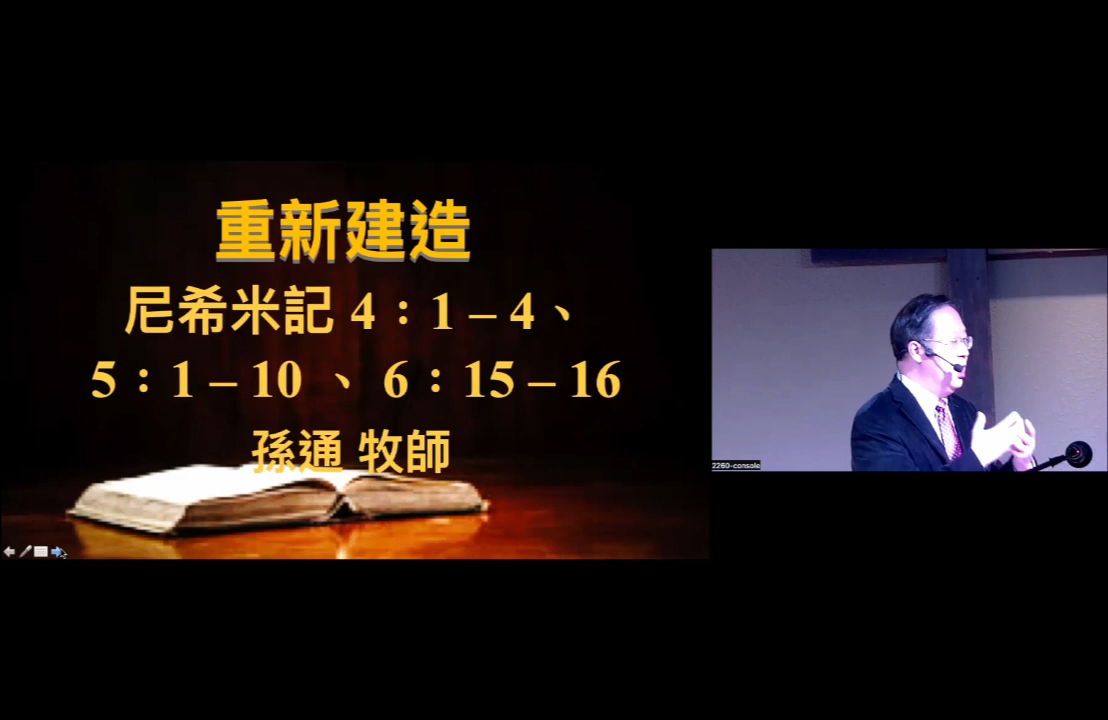 重新建造
尼希米記 4：1 – 4、
5：1 – 10 、 6：15 – 16
孫通 牧師
2260-console